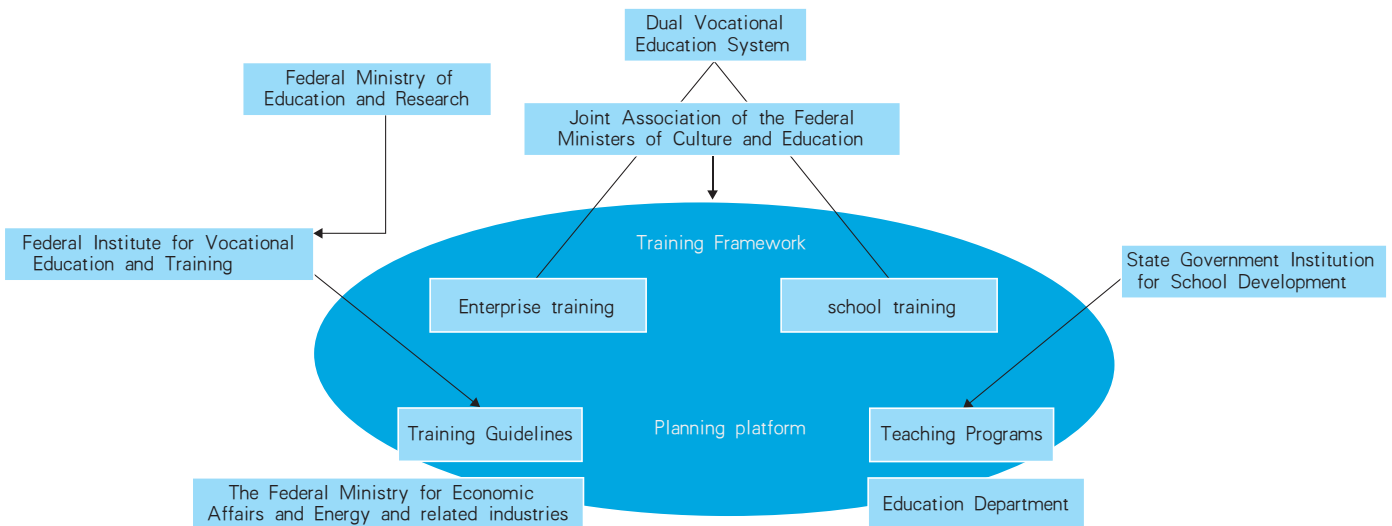 Dual Vocational
Education System
Federal Ministry of
Education and Research
Joint Association of the Federal
Ministers of Culture and Education
Training Framework
Federal Institute for Vocational
Education and Training
State Government Institution
for School Development
Enterprise training
school training
Training Guidelines
Planning platform
Teaching Programs
The Federal Ministry for Economic
Affairs and Energy and related industries
Education Department